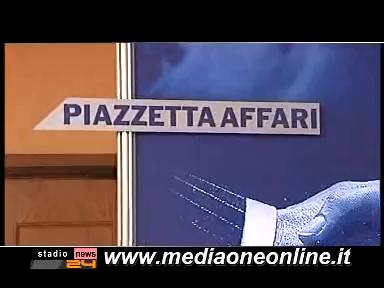 PIAZZETTA AFFARI
stadio news
24
www.mediaoneonline.it